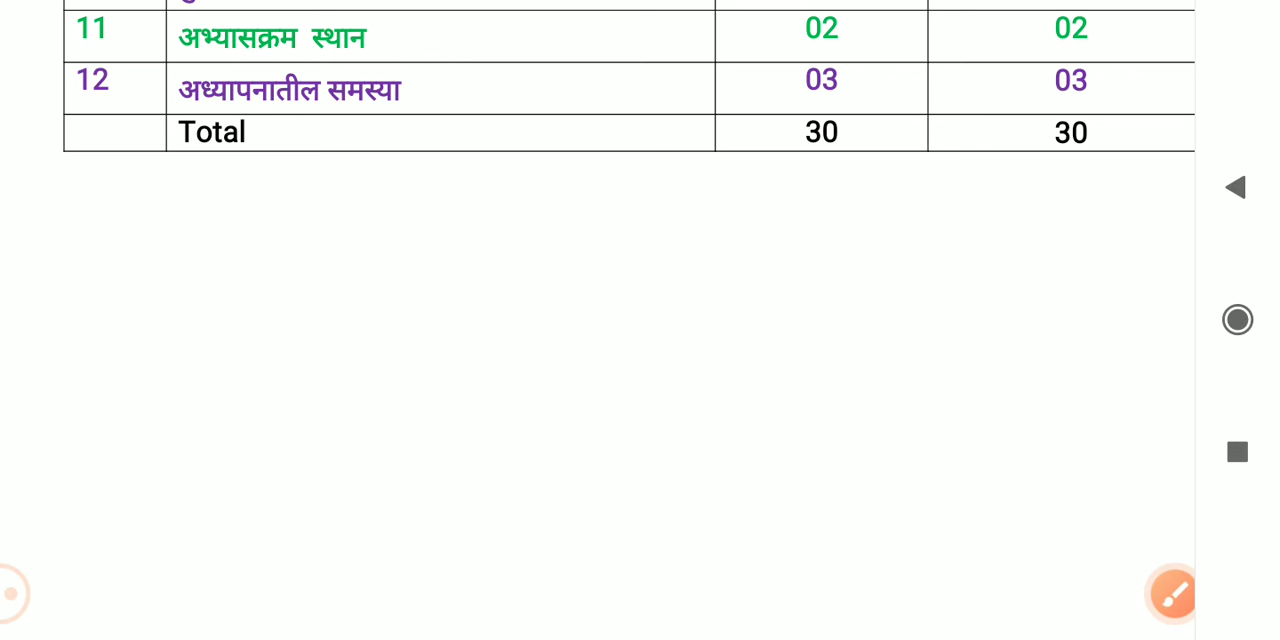 11 अभ्यासक्रम स्थान 02 02
12 अध्यापनातील समस्या 03 03
Total 30 30